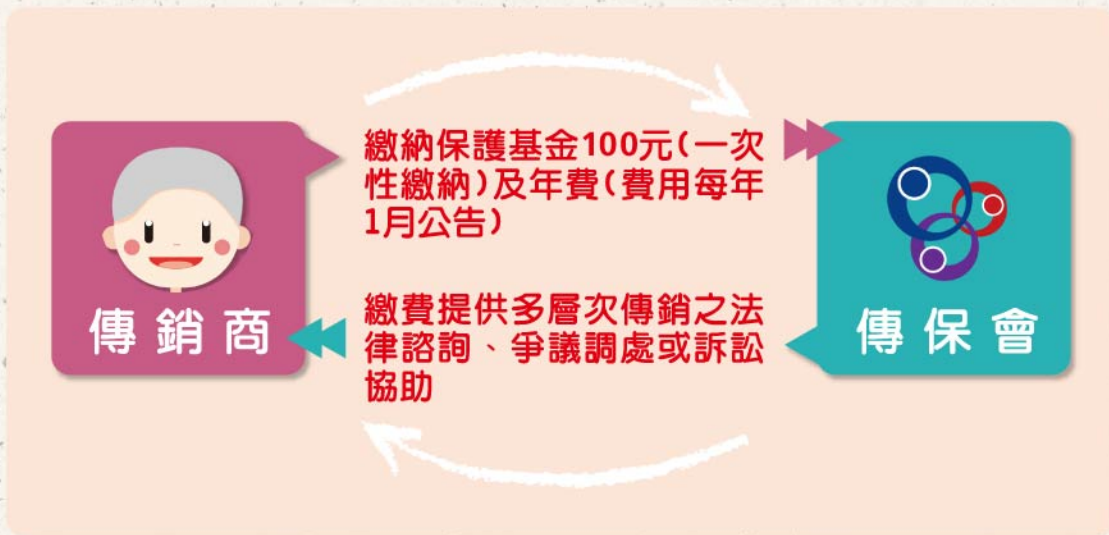 繳納保護基金100元(一次
性繳納)及年費(費用每年
1月公告)
傳銷商
繳費提供多層次傳銷之法
律諮詢、爭議調處或訴訟
協助
傳保會